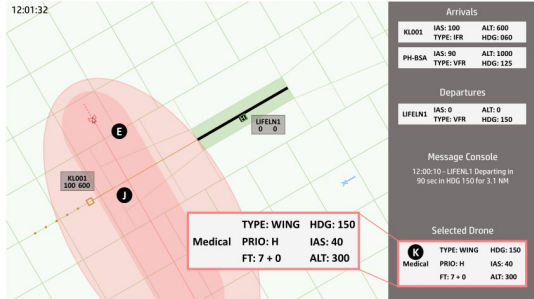 12:01:32
E
LIFELN1
0 0
KL001
100 600
J
TYPE: WING HDG: 150
Medical PRIO: H IAS: 40
FT: 7 + 0 ALT: 300
Arrivals
KL001 IAS: 100 ALT: 600
TYPE: IFR HDG: 060
PH-BSA IAS: 90 ALT: 1000
TYPE: VFR HDG: 125
Departures
LIFELN1 IAS: 0 ALT: 0
TYPE: VFR HDG: 150
Message Console
12:00:10 - LIFENL1 Departing in
90 sec in HDG 150 for 3.1 NM
Selected Drone
K TYPE: WING HDG: 150
Medical PRIO: H IAS: 40
FT: 7 + 0 ALT: 300